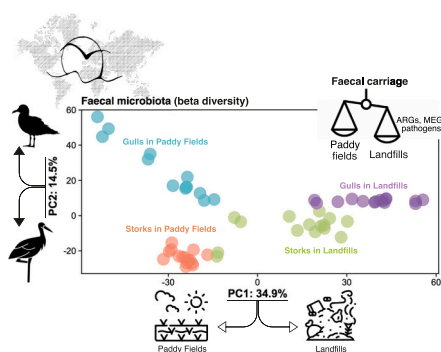 Faecal carriage
ARGs, MEG
pathogens
Paddy
fields
Landfills
Faecal microbiota (beta diversity)
60
40
20
0
-20
PC2: 14.5%
Gulls in Paddy Fields
Gulls in Landfills
Storks in Paddy Fields
Storks in Landfills
-30
0
30
60
PC1: 34.9%
Paddy Fields
Landfills